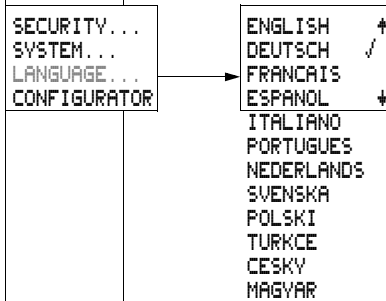 SECURITY...
SYSTEM...
LANGUAGE...
CONFIGURATOR
ENGLISH
DEUTSCH √
FRANCAIS
ESPANOL
ITALIANO
PORTUGUES
NEDERLANDS
SVENSKA
POLSKI
TURKCE
CESKY
MAGYAR